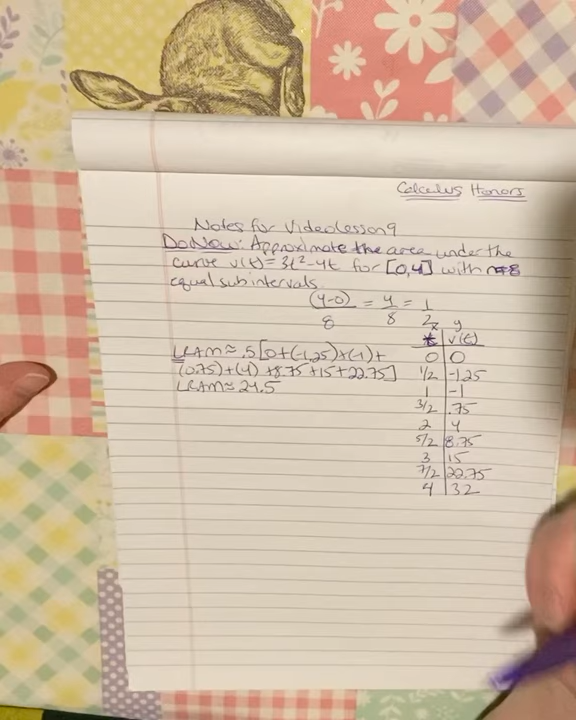 Calculus Honors
Notes for Video Lesson 9
Do Now: Approximate the area under the
curve v(t) = 3t²-4t for [0,4] with n=8
equal subintervals.
(4-0)/8 = 4/8 = 1/2
x y
t v(t)
0 0
1/2 -1.25
1 -1
3/2 .75
2 4
5/2 8.75
3 15
7/2 22.75
4 32
LRAM ≈ .5[0+(-1.25)+(-1)+
(0.75)+(4)+8.75+15+22.75]
LRAM ≈ 24.5